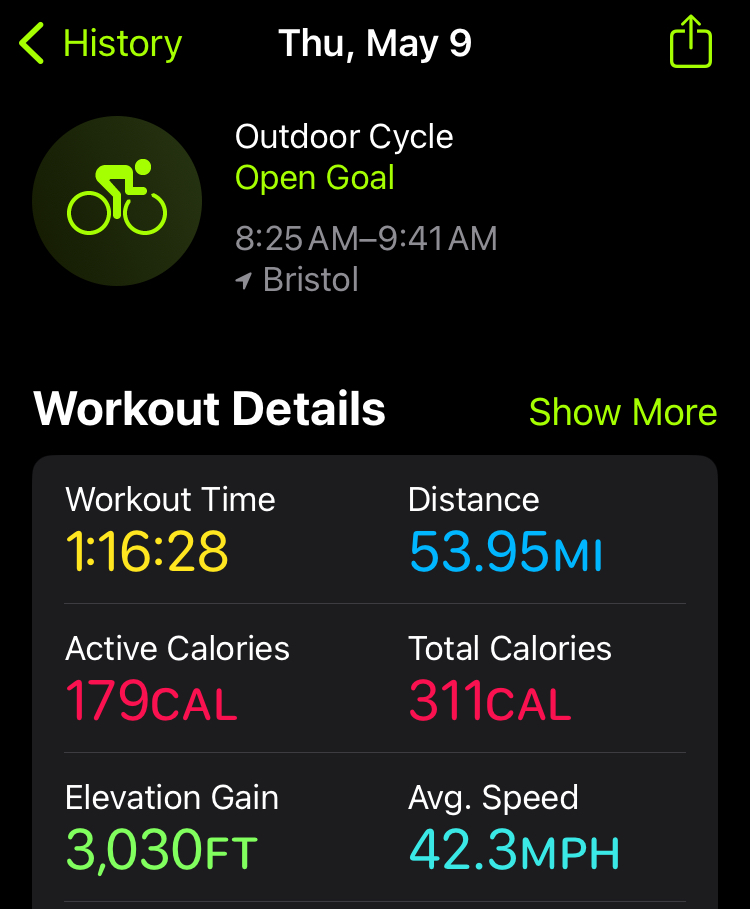 History
Thu, May 9
Outdoor Cycle
Open Goal
8:25 AM–9:41 AM
Bristol
Workout Details
Show More
Workout Time
Distance
1:16:28
53.95MI
Active Calories
Total Calories
179CAL
311CAL
Elevation Gain
Avg. Speed
3,030FT
42.3MPH